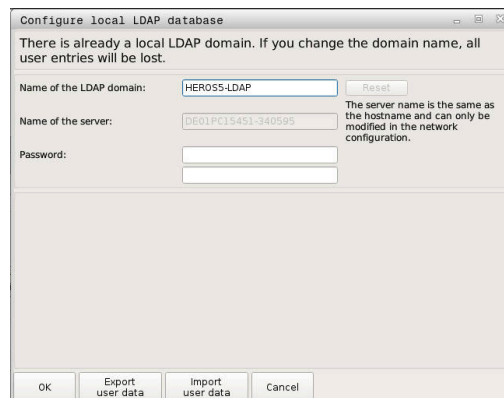 Configure local LDAP database
There is already a local LDAP domain. If you change the domain name, all
user entries will be lost.
Name of the LDAP domain:
HEROS5-LDAP
Reset
Name of the server:
DE01PC15451-340595
The server name is the same as
the hostname and can only be
modified in the network
configuration.
Password:
OK
Export
user data
Import
user data
Cancel